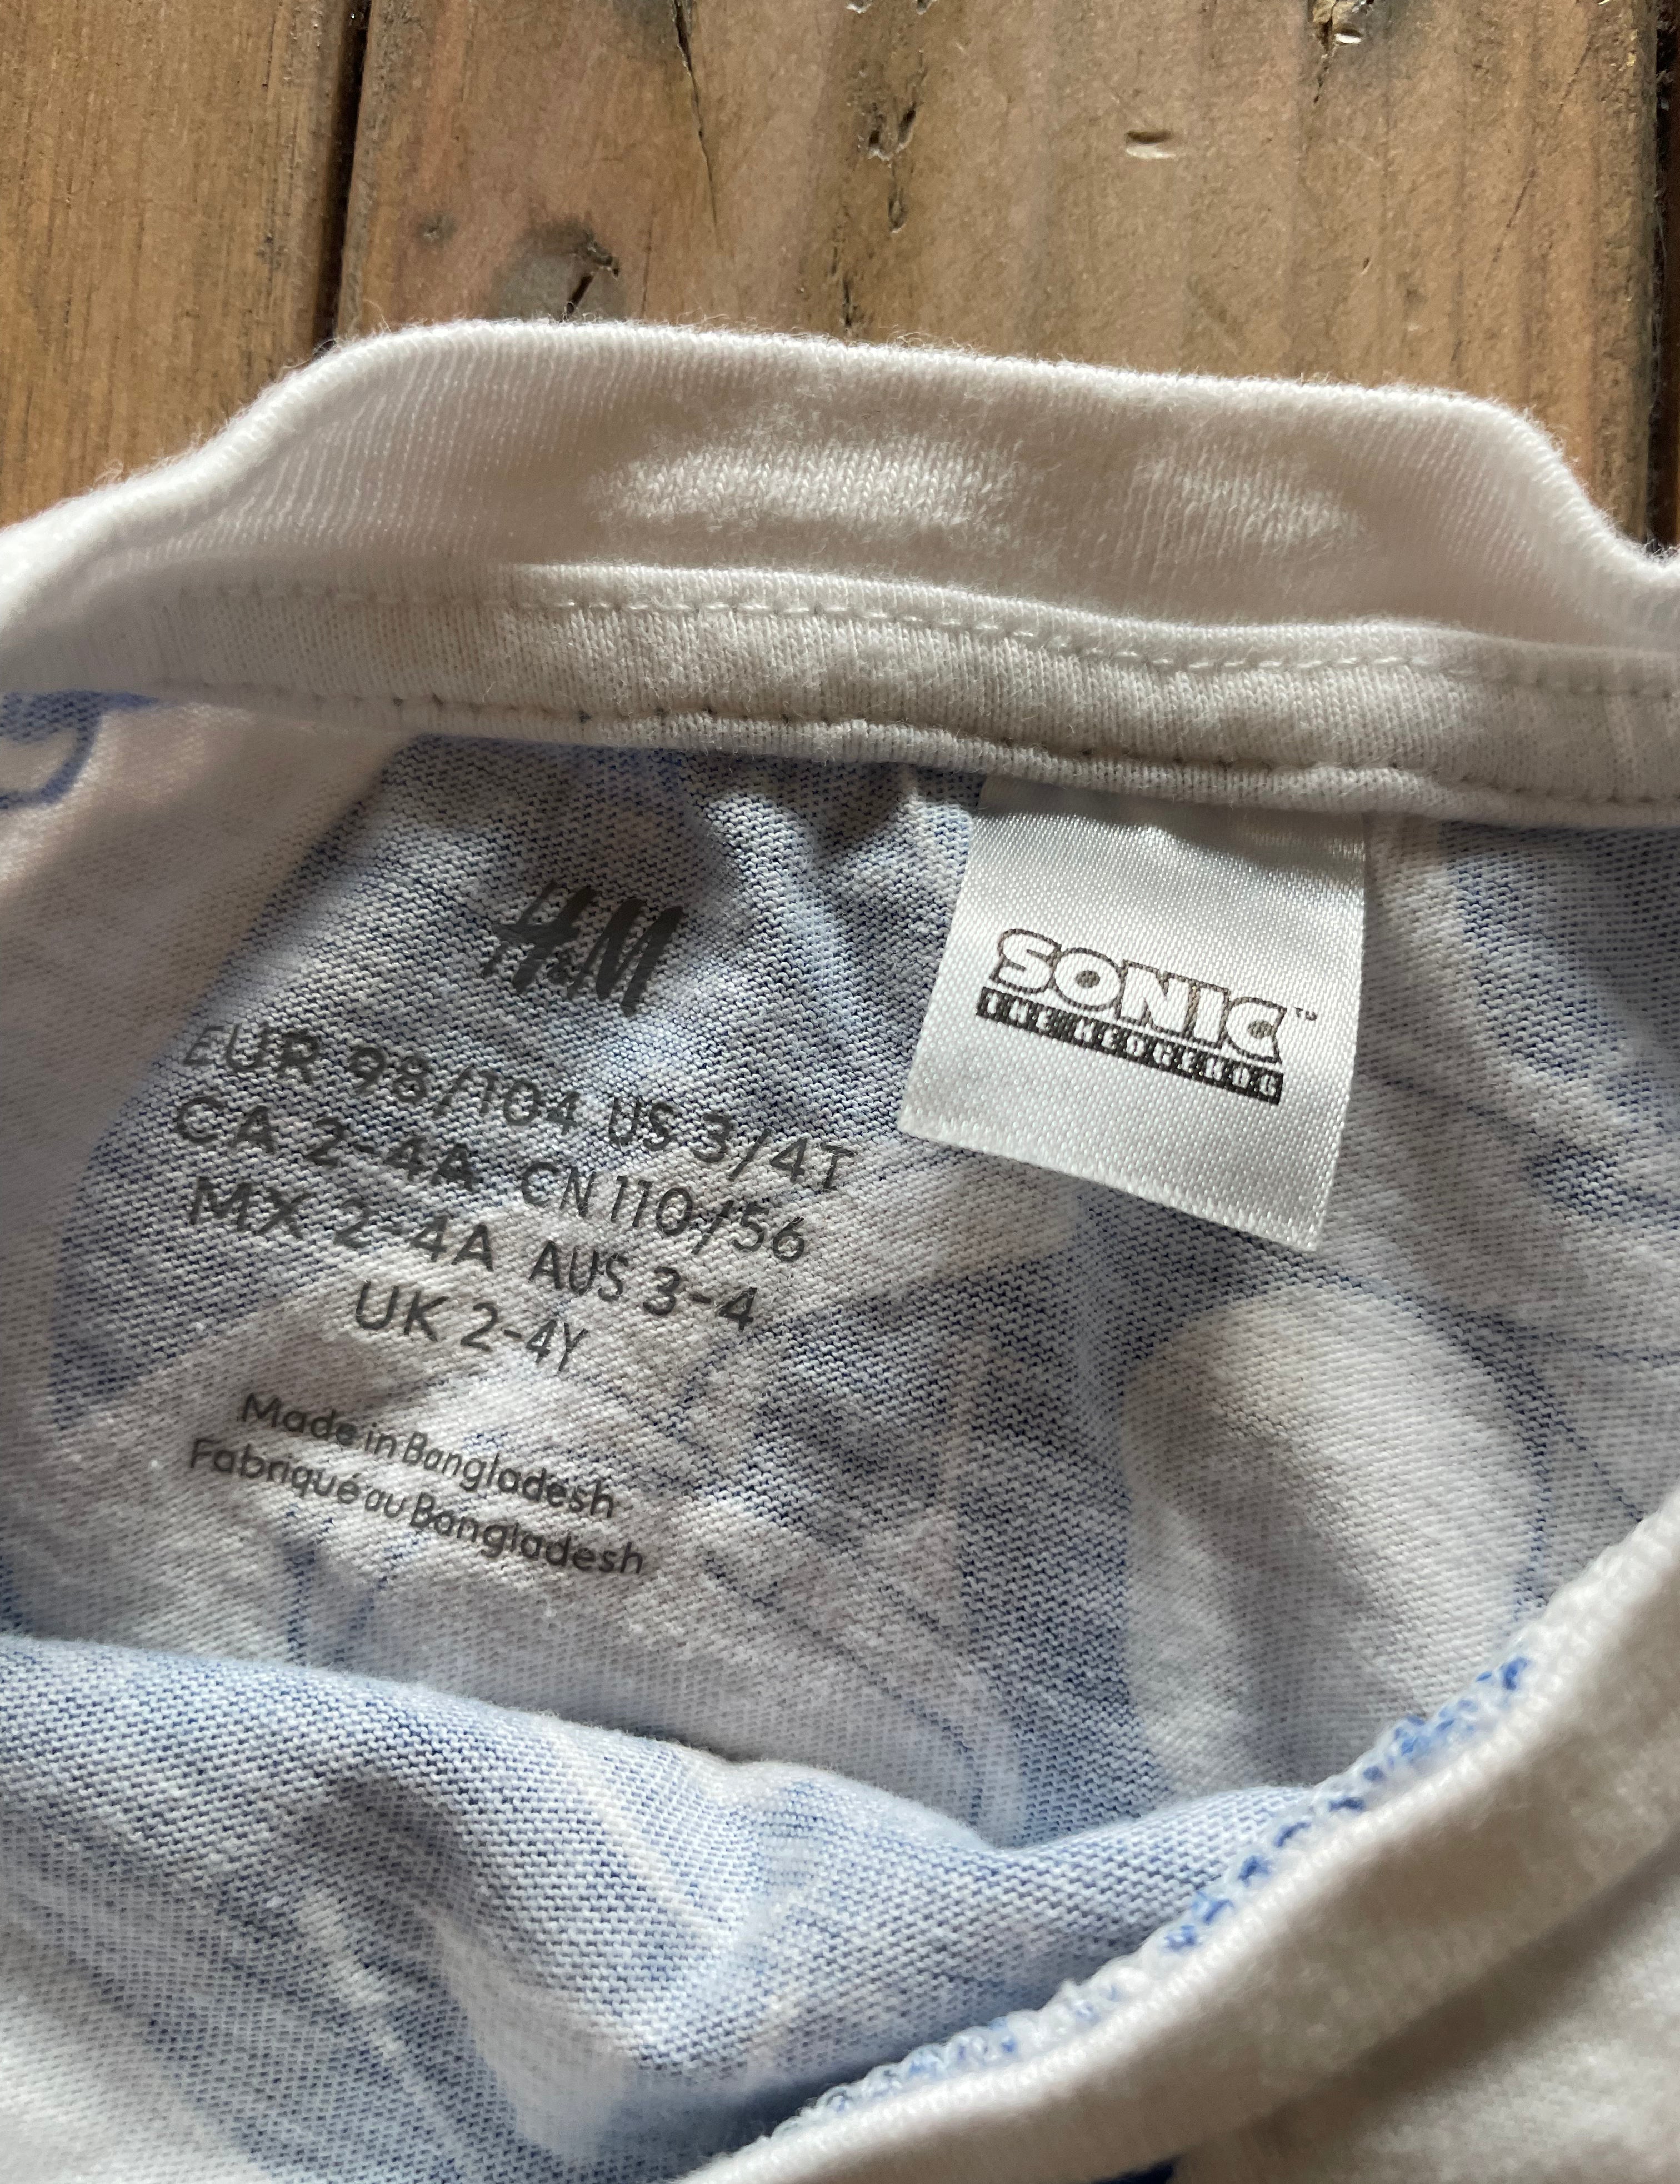 H&M
EUR 98/104 US 3/4T
CA 2-4A CN 110/56
MX 2-4A AUS 3-4
UK 2-4Y
Made in Bangladesh
Fabriqué au Bangladesh
SONIC™
THE HEDGEHOG